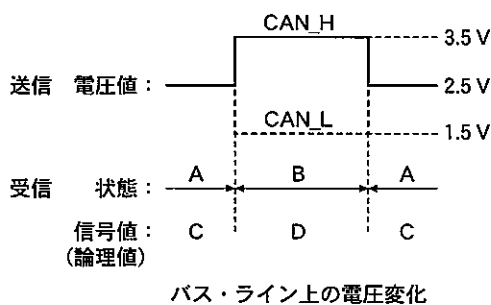 CAN_H
3.5 V
送信 電圧値：
2.5 V
CAN_L
1.5 V
受信 状態： A B A
信号値： C D C
(論理値)
バス・ライン上の電圧変化